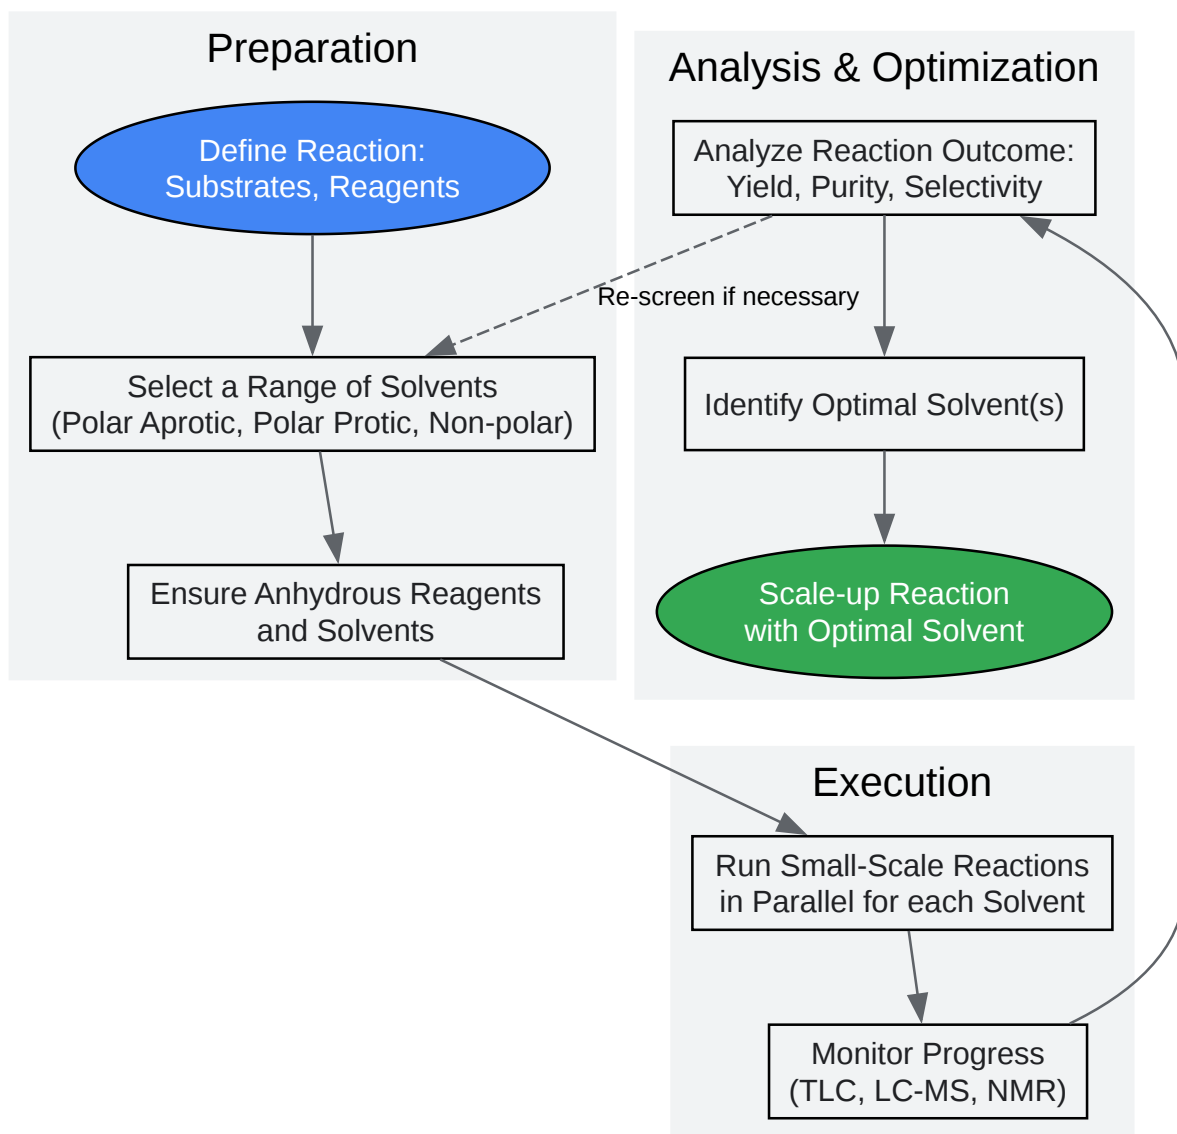 Preparation
Define Reaction:
Substrates, Reagents
Select a Range of Solvents
(Polar Aprotic, Polar Protic, Non-polar)
Ensure Anhydrous Reagents
and Solvents
Analysis & Optimization
Analyze Reaction Outcome:
Yield, Purity, Selectivity
Re-screen if necessary
Identify Optimal Solvent(s)
Scale-up Reaction
with Optimal Solvent
Execution
Run Small-Scale Reactions
in Parallel for each Solvent
Monitor Progress
(TLC, LC-MS, NMR)